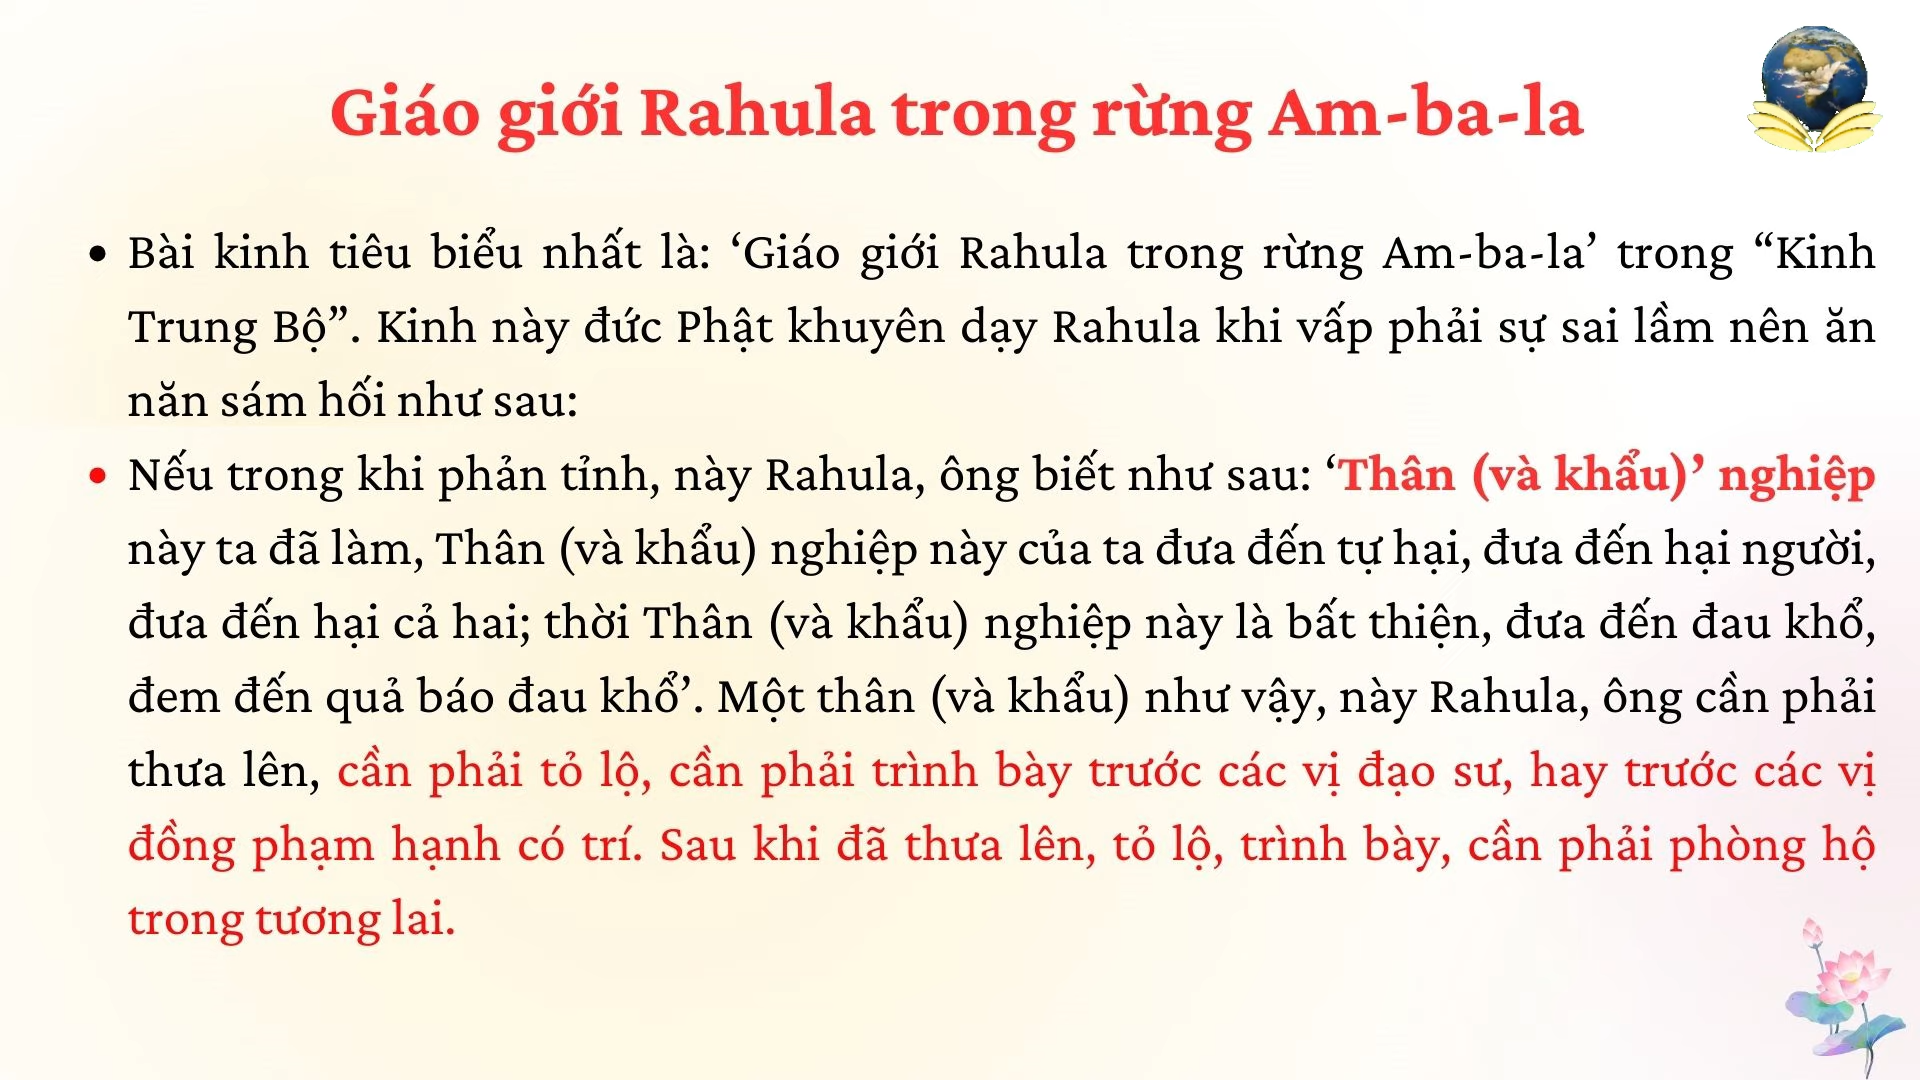 Giáo giới Rahula trong rừng Am-ba-la
• Bài kinh tiêu biểu nhất là: ‘Giáo giới Rahula trong rừng Am-ba-la’ trong “Kinh
Trung Bộ”. Kinh này đức Phật khuyên dạy Rahula khi vấp phải sự sai lầm nên ăn
năn sám hối như sau:
• Nếu trong khi phản tỉnh, này Rahula, ông biết như sau: ‘Thân (và khẩu)’ nghiệp
này ta đã làm, Thân (và khẩu) nghiệp này của ta đưa đến tự hại, đưa đến hại người,
đưa đến hại cả hai; thời Thân (và khẩu) nghiệp này là bất thiện, đưa đến đau khổ,
đem đến quả báo đau khổ’. Một thân (và khẩu) như vậy, này Rahula, ông cần phải
thưa lên, cần phải tỏ lộ, cần phải trình bày trước các vị đạo sư, hay trước các vị
đồng phạm hạnh có trí. Sau khi đã thưa lên, tỏ lộ, trình bày, cần phải phòng hộ
trong tương lai.